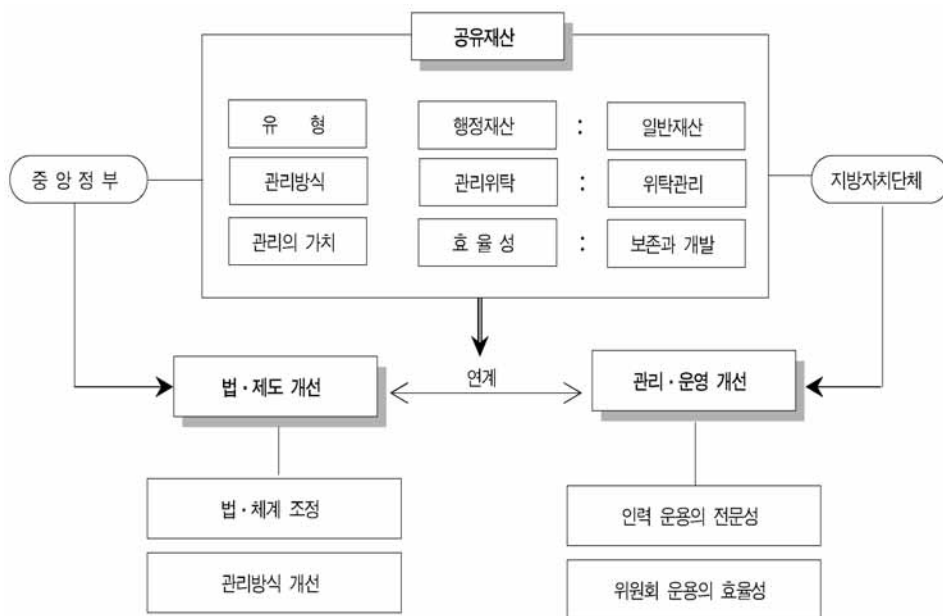 공유재산
유 형
행정재산 : 일반재산
중앙정부
관리방식
관리위탁 : 위탁관리
지방자치단체
관리의 가치
효율성 : 보존과 개발
법·제도 개선
연계
관리·운영 개선
법·체계 조정
인력 운용의 전문성
관리방식 개선
위원회 운용의 효율성